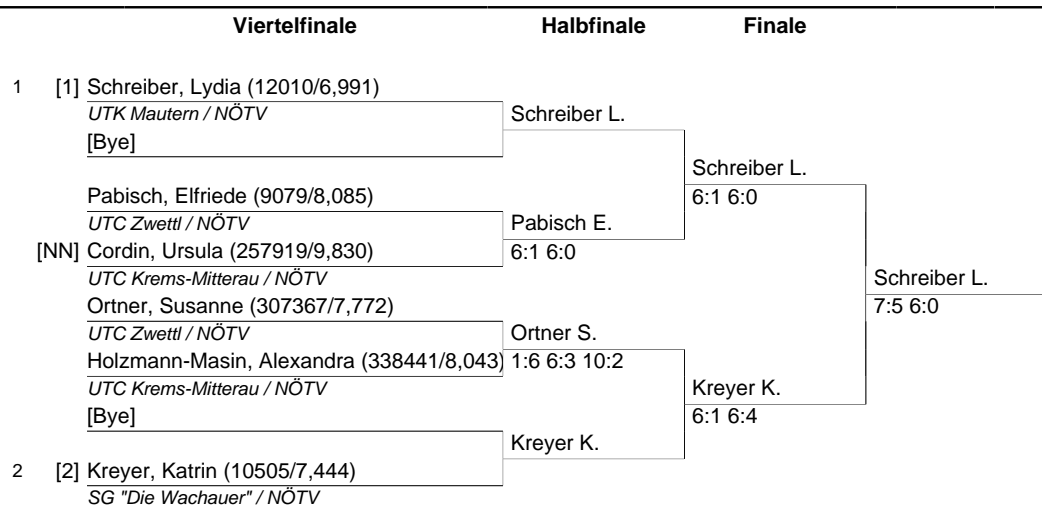 Viertelfinale Halbfinale Finale
1 [1] Schreiber, Lydia (12010/6,991)
UTK Mautern / NÖTV Schreiber L.
[Bye]
Schreiber L.
Pabisch, Elfriede (9079/8,085) 6:1 6:0
UTC Zwettl / NÖTV Pabisch E.
[NN] Cordin, Ursula (257919/9,830) 6:1 6:0
UTC Krems-Mitterau / NÖTV Schreiber L.
Ortner, Susanne (307367/7,772) 7:5 6:0
UTC Zwettl / NÖTV Ortner S.
Holzmann-Masin, Alexandra (338441/8,043) 1:6 6:3 10:2
UTC Krems-Mitterau / NÖTV Kreyer K.
[Bye] 6:1 6:4
Kreyer K.
2 [2] Kreyer, Katrin (10505/7,444)
SG "Die Wachauer" / NÖTV